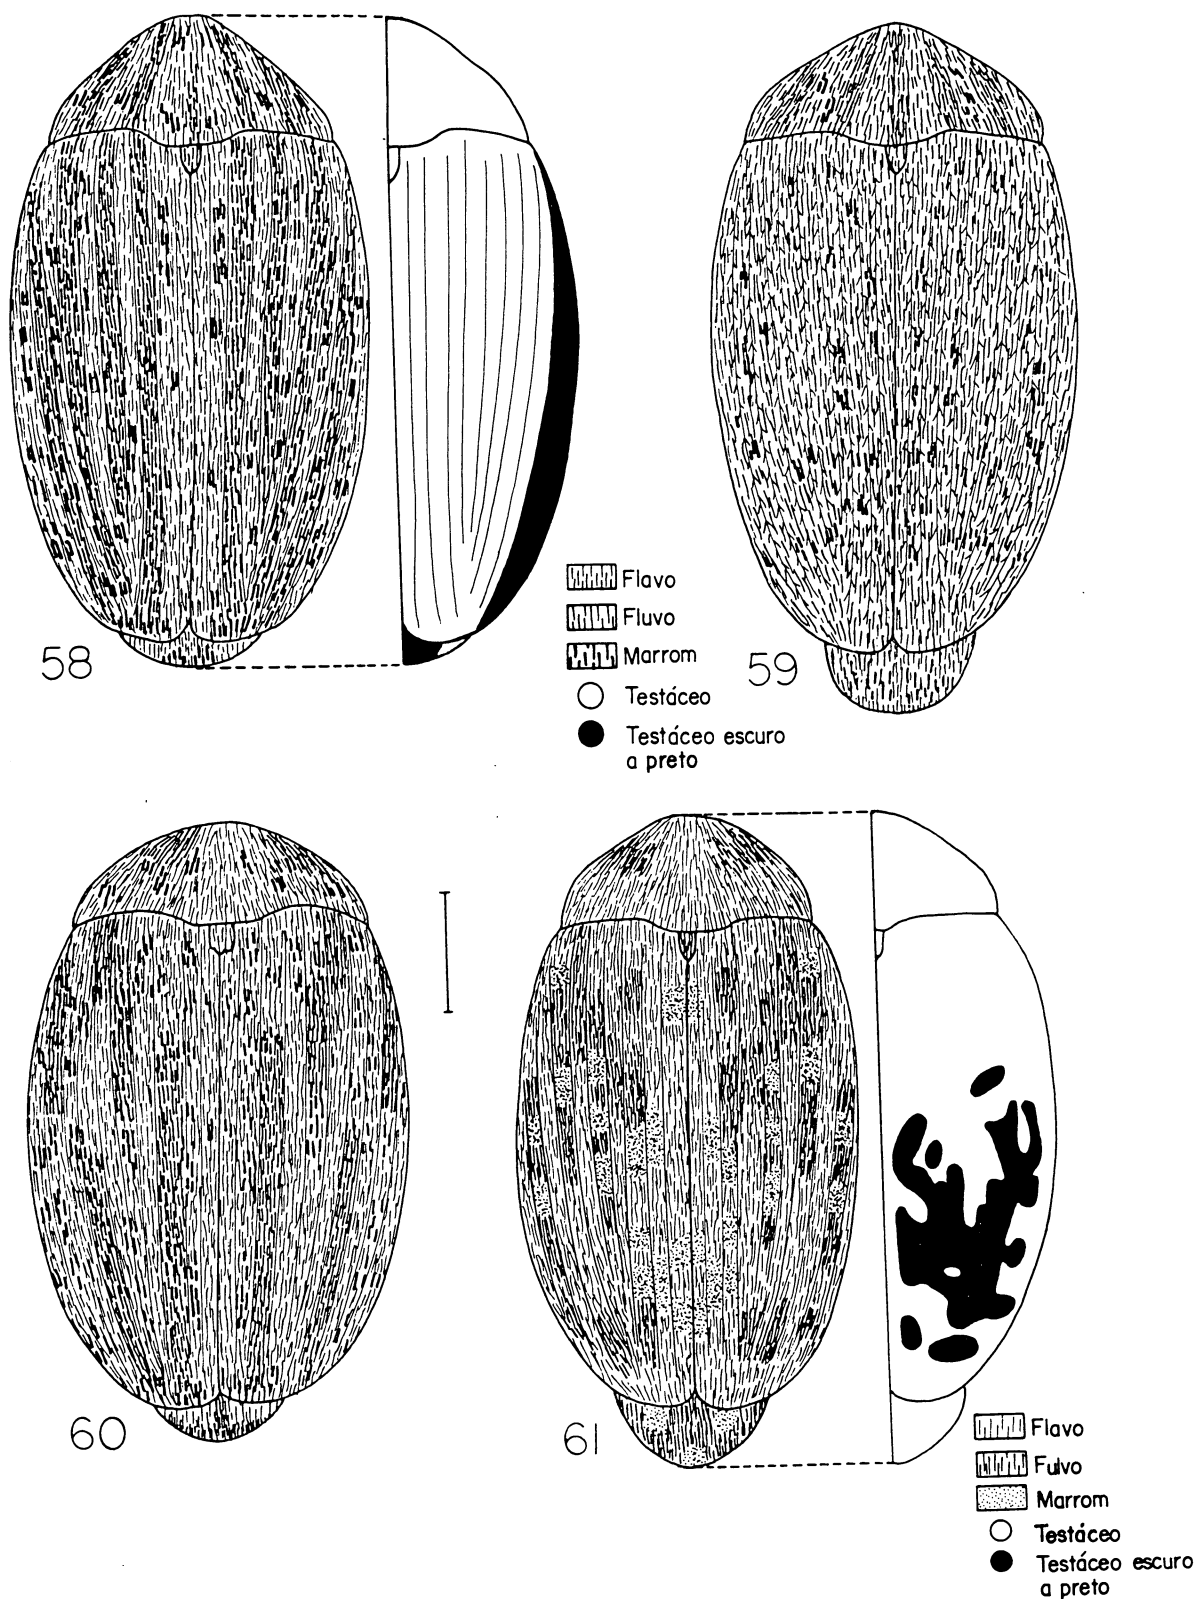 58
Flavo
Fluvo
Marrom
Testáceo
Testáceo escuro
a preto
59
60
61
Flavo
Fulvo
Marrom
Testáceo
Testáceo escuro
a preto